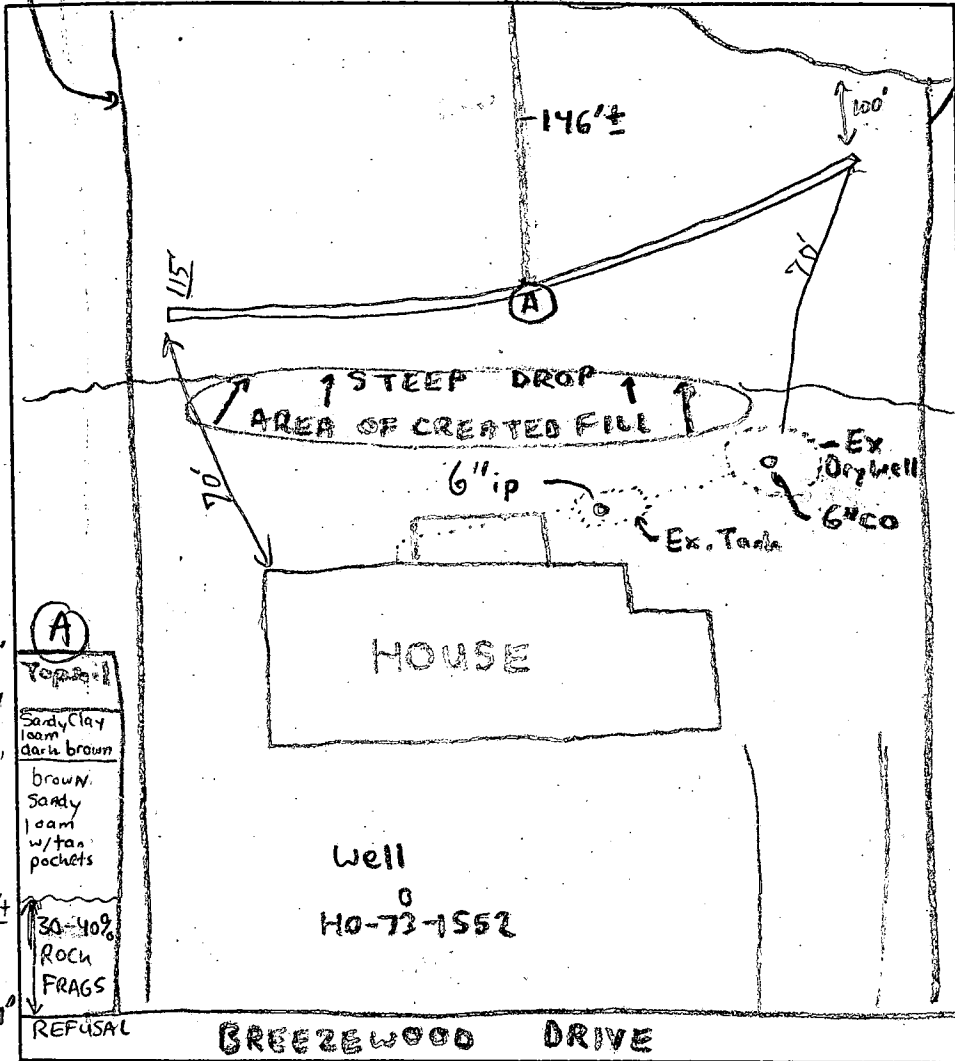 146'±
100'
115'
70'
A
STEEP DROP
AREA OF CREATED FILL
70'
6" ip
Ex
Drywell
6" CO
Ex. Tank
HOUSE
A
Topsoil
Sandy Clay
loam
dark brown
brown
Sandy
loam
w/tan
pockets
30-40%
ROCK
FRAGS
REFUSAL
Well
HO-73-1552
BREEZEWOOD DRIVE